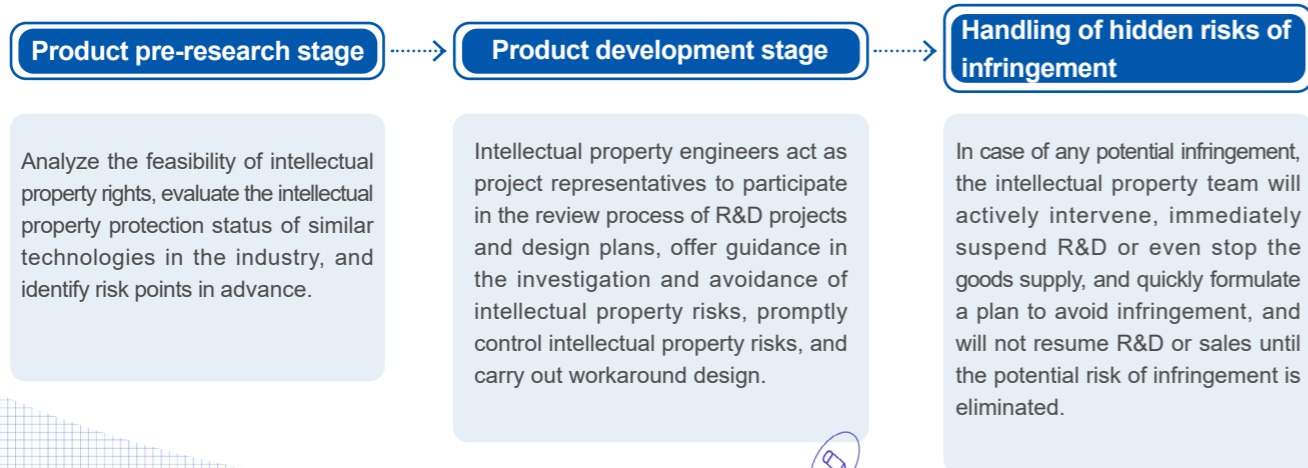 Product pre-research stage
Analyze the feasibility of intellectual
property rights, evaluate the intellectual
property protection status of similar
technologies in the industry, and
identify risk points in advance.
Product development stage
Intellectual property engineers act as
project representatives to participate
in the review process of R&D projects
and design plans, offer guidance in
the investigation and avoidance of
intellectual property risks, promptly
control intellectual property risks, and
carry out workaround design.
Handling of hidden risks of
infringement
In case of any potential infringement,
the intellectual property team will
actively intervene, immediately
suspend R&D or even stop the
goods supply, and quickly formulate
a plan to avoid infringement, and
will not resume R&D or sales until
the potential risk of infringement is
eliminated.